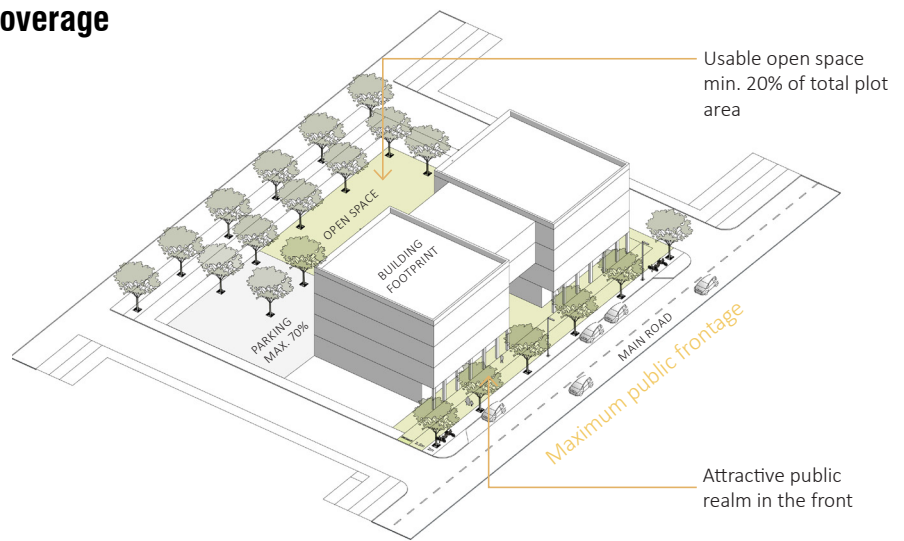 overage
Usable open space
min. 20% of total plot
area
OPEN SPACE
BUILDING
FOOTPRINT
PARKING
MAX. 70%
MAIN ROAD
Maximum public frontage
Attractive public
realm in the front